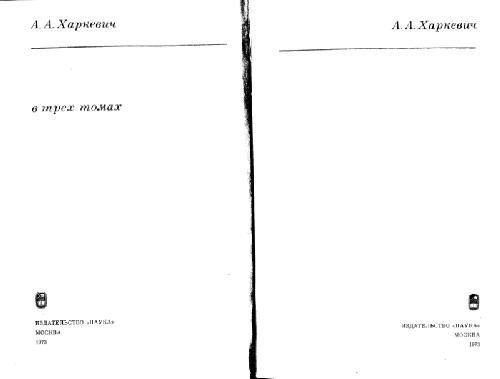 А. А. Харкевич
в трех томах
ИЗДАТЕЛЬСТВО «НАУКА»
МОСКВА
1973
А. А. Харкевич
ИЗДАТЕЛЬСТВО «НАУКА»
МОСКВА
1973